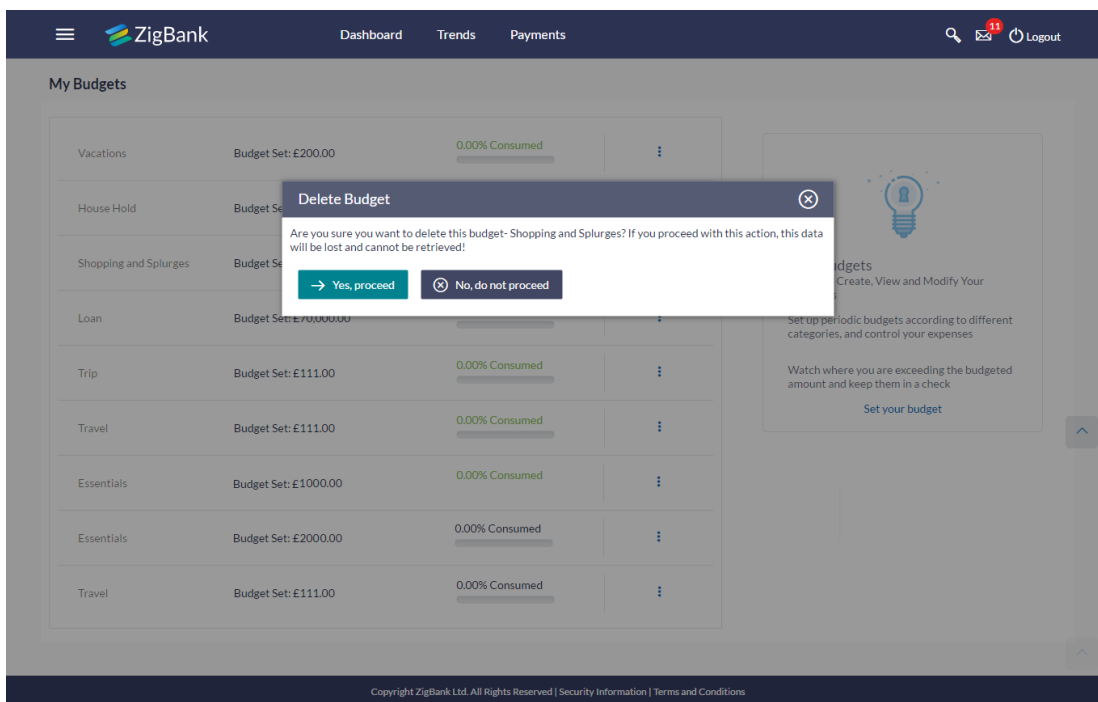 ZigBank
Dashboard Trends Payments
11
Logout
My Budgets
Vacations Budget Set: £200.00 0.00% Consumed
House Hold Budget Se
Shopping and Splurges Budget Se
Loan Budget Set: £70,000.00
Trip Budget Set: £111.00 0.00% Consumed
Travel Budget Set: £111.00 0.00% Consumed
Essentials Budget Set: £1000.00 0.00% Consumed
Essentials Budget Set: £2000.00 0.00% Consumed
Travel Budget Set: £111.00 0.00% Consumed
Delete Budget
Are you sure you want to delete this budget- Shopping and Splurges? If you proceed with this action, this data
will be lost and cannot be retrieved!
Yes, proceed
No, do not proceed
Create, View and Modify Your
Set up periodic budgets according to different
categories, and control your expenses
Watch where you are exceeding the budgeted
amount and keep them in a check
Set your budget
Copyright ZigBank Ltd. All Rights Reserved | Security Information | Terms and Conditions